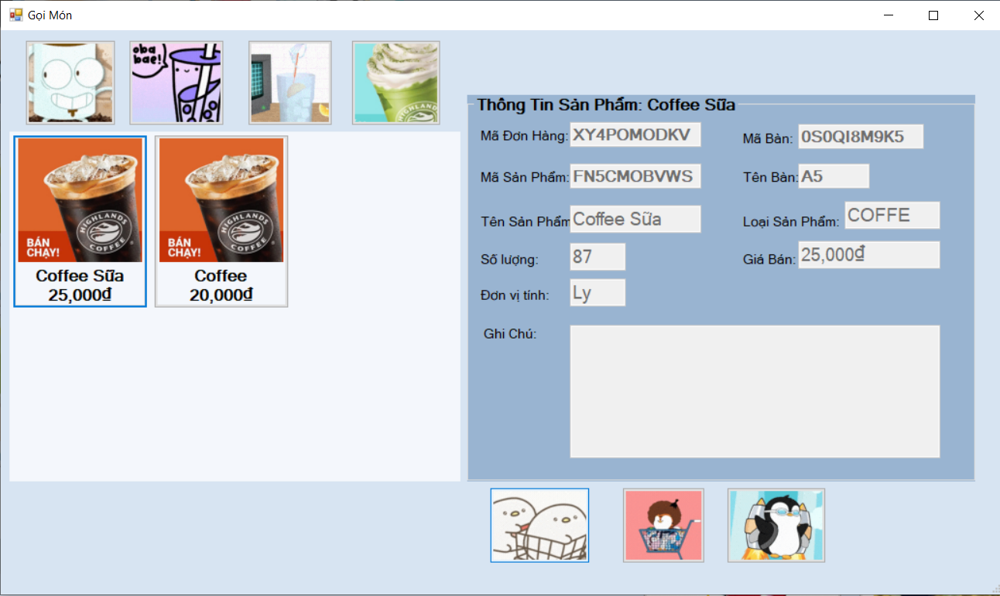 Gọi Món
oba
bae!
HIGHLANDS
Thông Tin Sản Phẩm: Coffee Sữa
Mã Đơn Hàng: XY4POMODKV
Mã Bàn: 0S0QI8M9K5
Mã Sản Phẩm: FN5CMOBVWS
Tên Bàn: A5
Tên Sản Phẩm Coffee Sữa
Loại Sản Phẩm: COFFE
Số lượng: 87
Giá Bán: 25,000₫
Đơn vị tính: Ly
Ghi Chú:
HIGHLANDS
COFFEE
BÁN
CHẠY!
Coffee Sữa
25,000₫
HIGHLANDS
COFFEE
BÁN
CHẠY!
Coffee
20,000₫